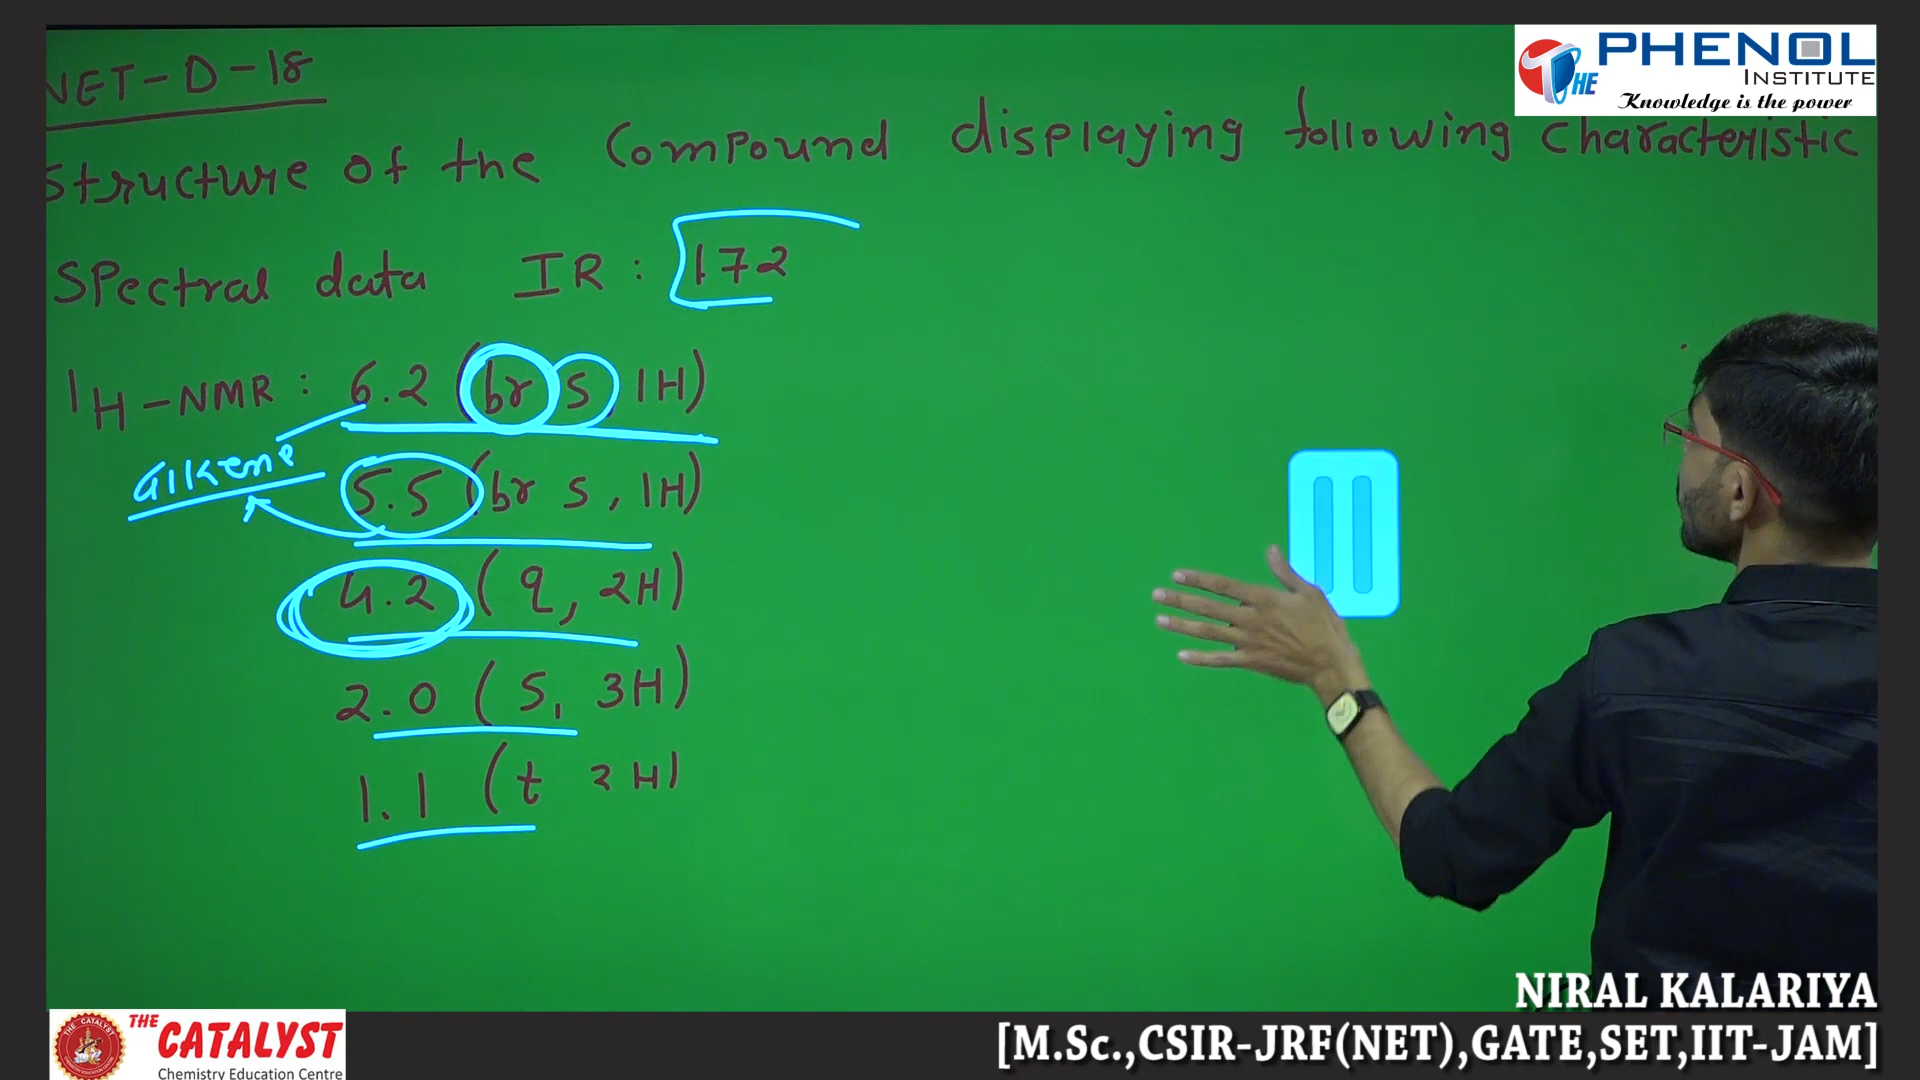 NET-D-18
THE PHENOL
INSTITUTE
Knowledge is the power
Structure of the Compound displaying following characteristic
Spectral data IR : 172
1H-NMR : 6.2 (br s, 1H)
alkene
5.5 (br s, 1H)
4.2 (q, 2H)
2.0 (s, 3H)
1.1 (t 3H)
NIRAL KALARIYA
[M.Sc.,CSIR-JRF(NET),GATE,SET,IIT-JAM]
THE CATALYST
Chemistry Education Centre